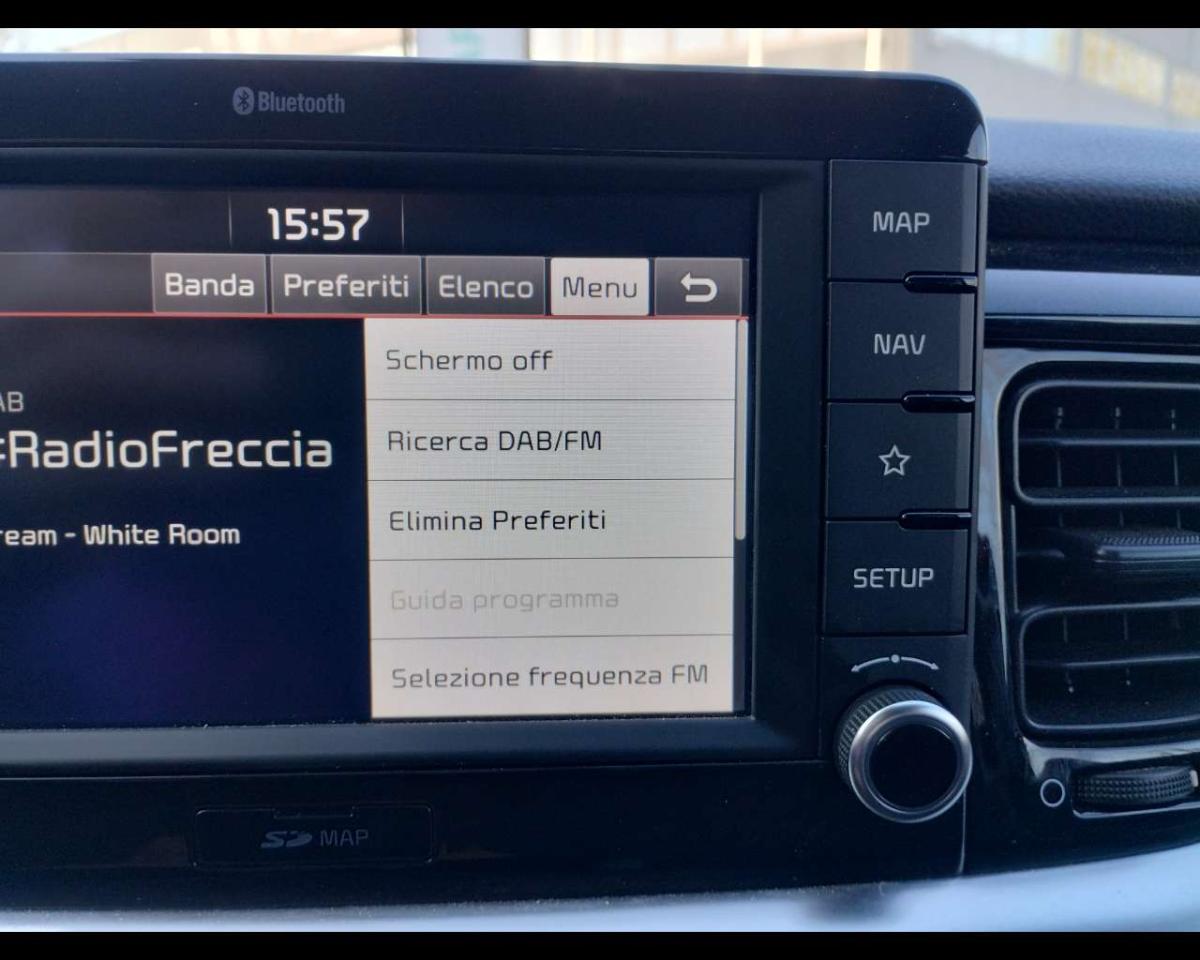 Bluetooth
15:57
Banda Preferiti Elenco Menu
Schermo off
Ricerca DAB/FM
Elimina Preferiti
Guida programma
Selezione frequenza FM
AB
#RadioFreccia
ream - White Room
MAP
NAV
SETUP
SD MAP